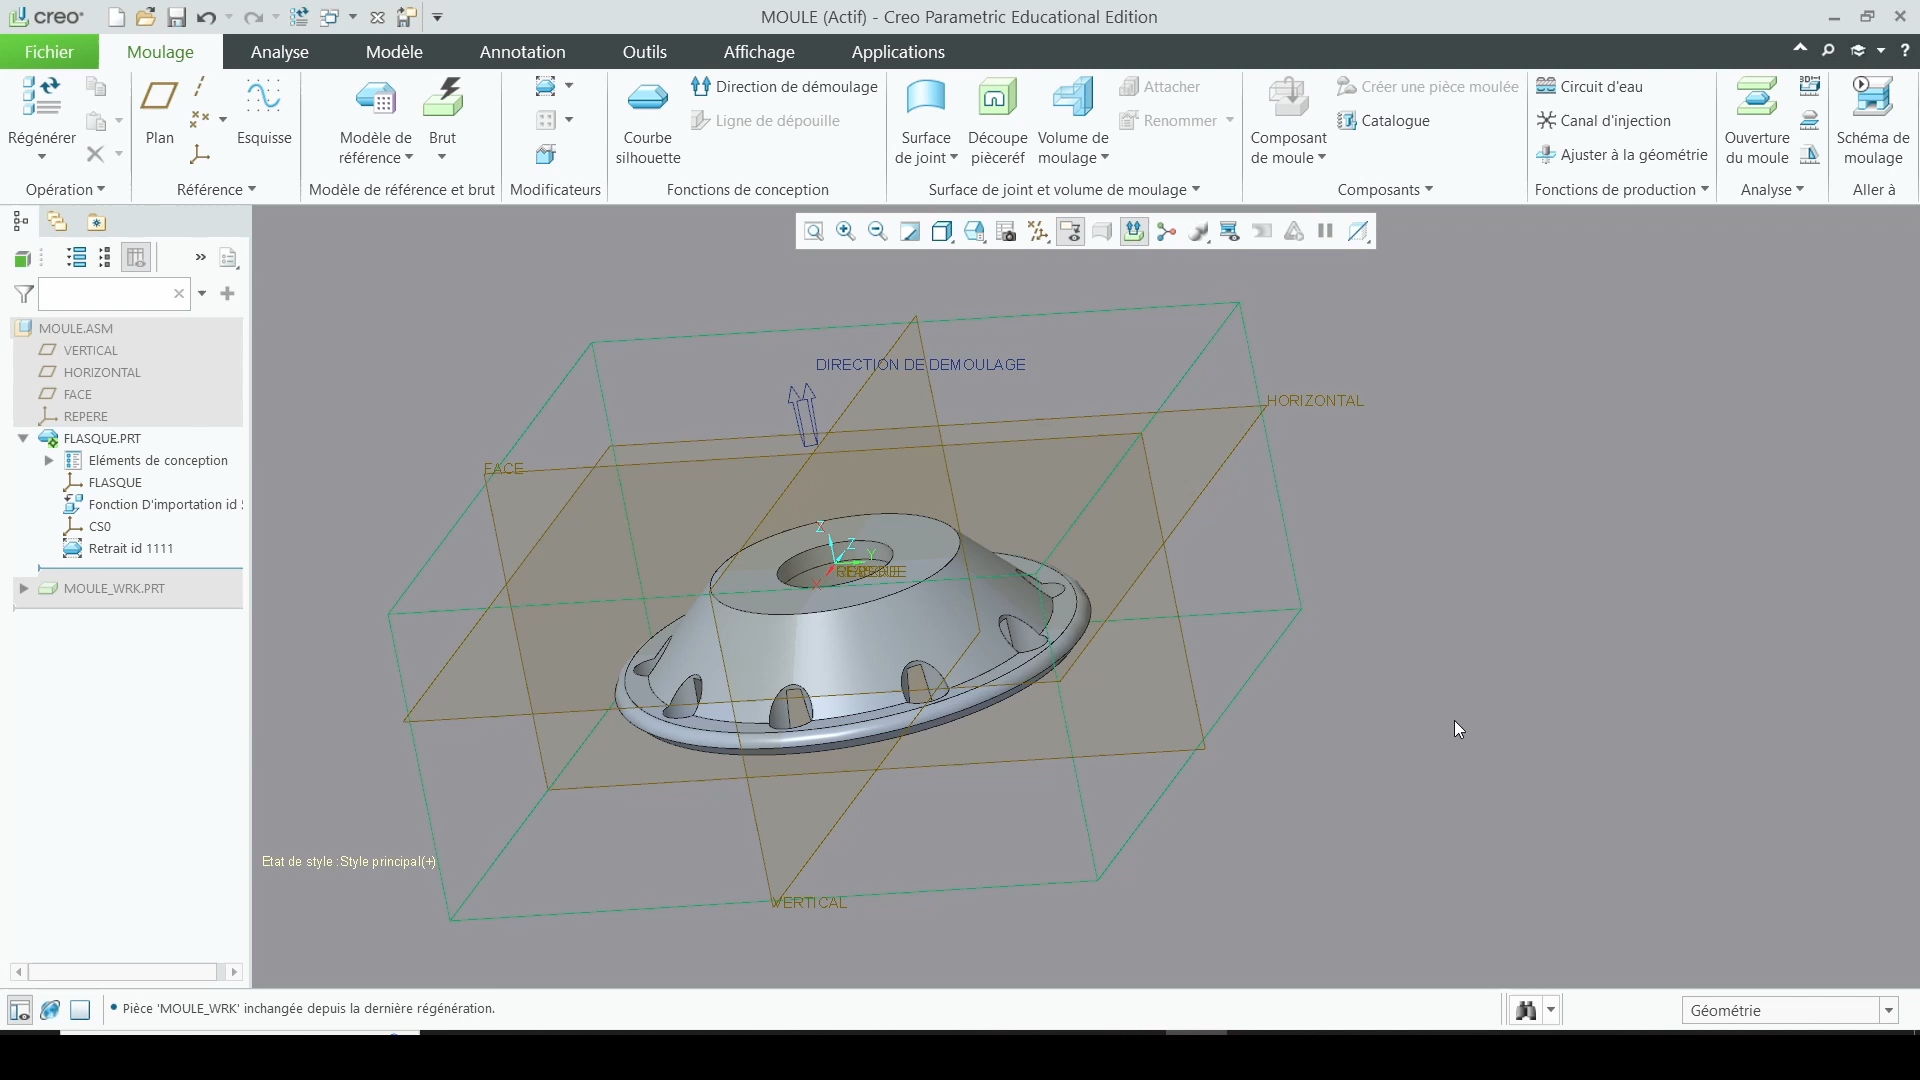 creo
MOULE (Actif) - Creo Parametric Educational Edition
Fichier
Moulage
Analyse
Modèle
Annotation
Outils
Affichage
Applications
Régénérer
Plan
Esquisse
Modèle de
référence
Brut
Courbe
silhouette
Direction de démoulage
Ligne de dépouille
Surface
de joint
Découpe
pièceréf
Volume de
moulage
Attacher
Renommer
Composant
de moule
Créer une pièce moulée
Catalogue
Circuit d'eau
Canal d'injection
Ajuster à la géométrie
Ouverture
du moule
Schéma de
moulage
Opération
Référence
Modèle de référence et brut
Modificateurs
Fonctions de conception
Surface de joint et volume de moulage
Composants
Fonctions de production
Analyse
Aller à
MOULE.ASM
VERTICAL
HORIZONTAL
FACE
REPERE
FLASQUE.PRT
Eléments de conception
FLASQUE
Fonction D'importation id
CS0
Retrait id 1111
MOULE_WRK.PRT
DIRECTION DE DEMOULAGE
HORIZONTAL
FACE
Z
Z
Y
X
Etat de style :Style principal(+)
VERTICAL
• Pièce 'MOULE_WRK' inchangée depuis la dernière régénération.
Géométrie